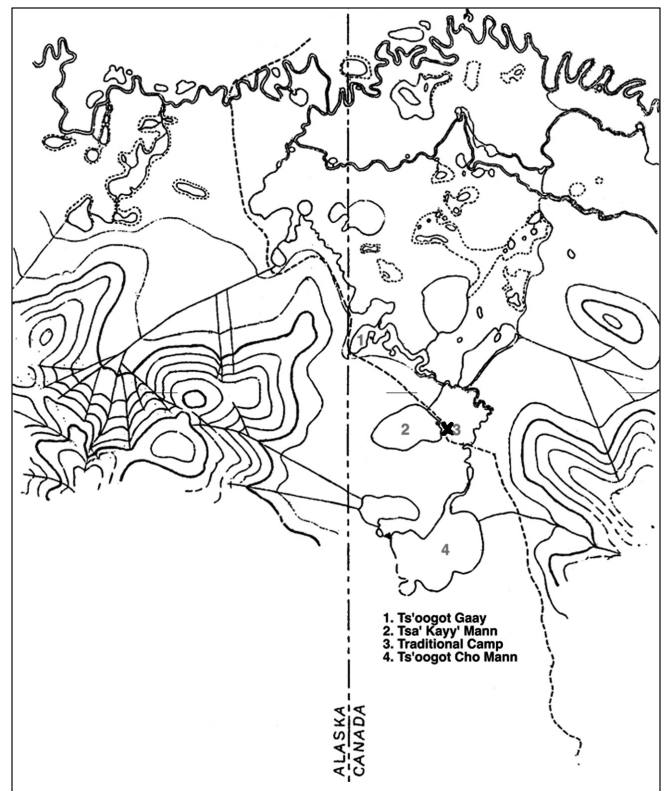 1
2
3
4
1. Ts'oogot Gaay
2. Tsa' Kayy' Mann
3. Traditional Camp
4. Ts'oogot Cho Mann
ALASKA
CANADA